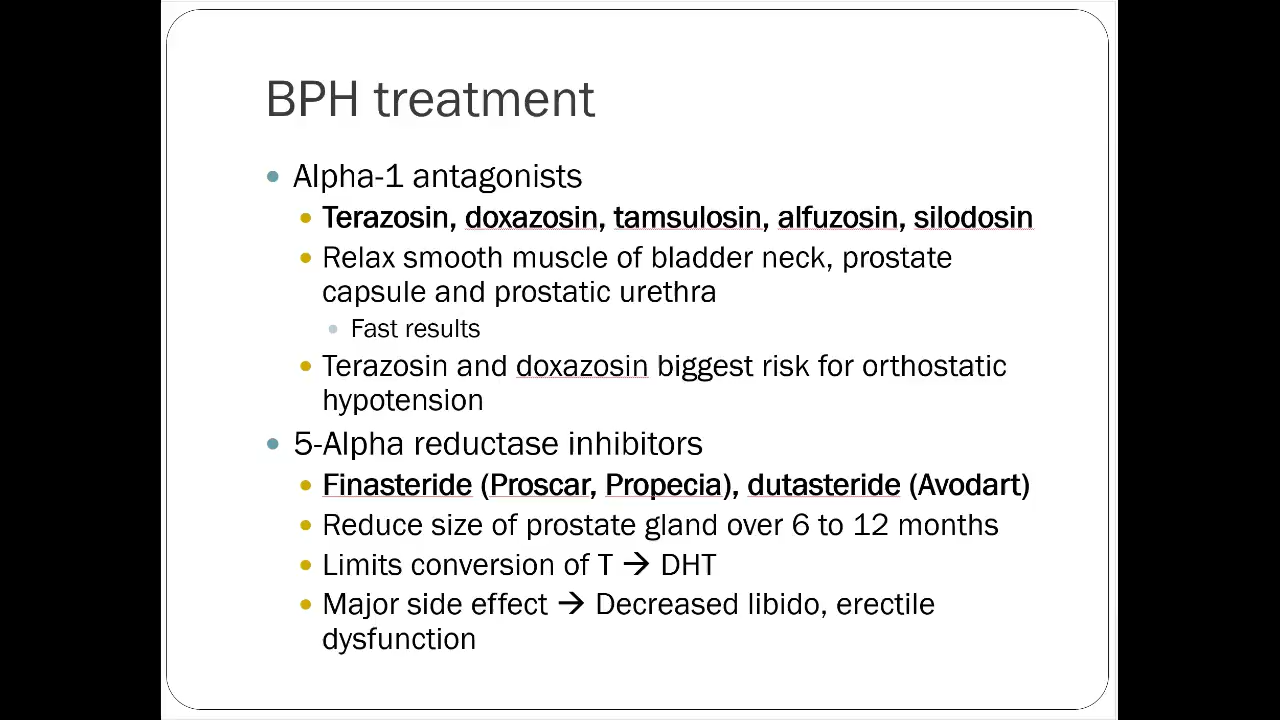 BPH treatment
Alpha-1 antagonists
Terazosin, doxazosin, tamsulosin, alfuzosin, silodosin
Relax smooth muscle of bladder neck, prostate
capsule and prostatic urethra
Fast results
Terazosin and doxazosin biggest risk for orthostatic
hypotension
5-Alpha reductase inhibitors
Finasteride (Proscar, Propecia), dutasteride (Avodart)
Reduce size of prostate gland over 6 to 12 months
Limits conversion of T → DHT
Major side effect → Decreased libido, erectile
dysfunction